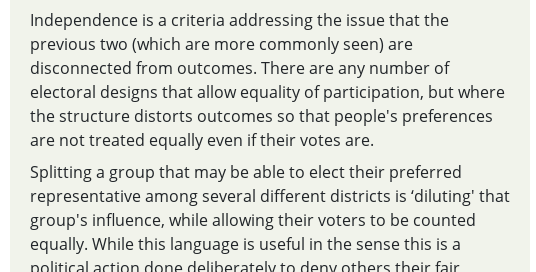 Independence is a criteria addressing the issue that the
previous two (which are more commonly seen) are
disconnected from outcomes. There are any number of
electoral designs that allow equality of participation, but where
the structure distorts outcomes so that people's preferences
are not treated equally even if their votes are.
Splitting a group that may be able to elect their preferred
representative among several different districts is ‘diluting' that
group's influence, while allowing their voters to be counted
equally. While this language is useful in the sense this is a
political action done deliberately to deny others their fair